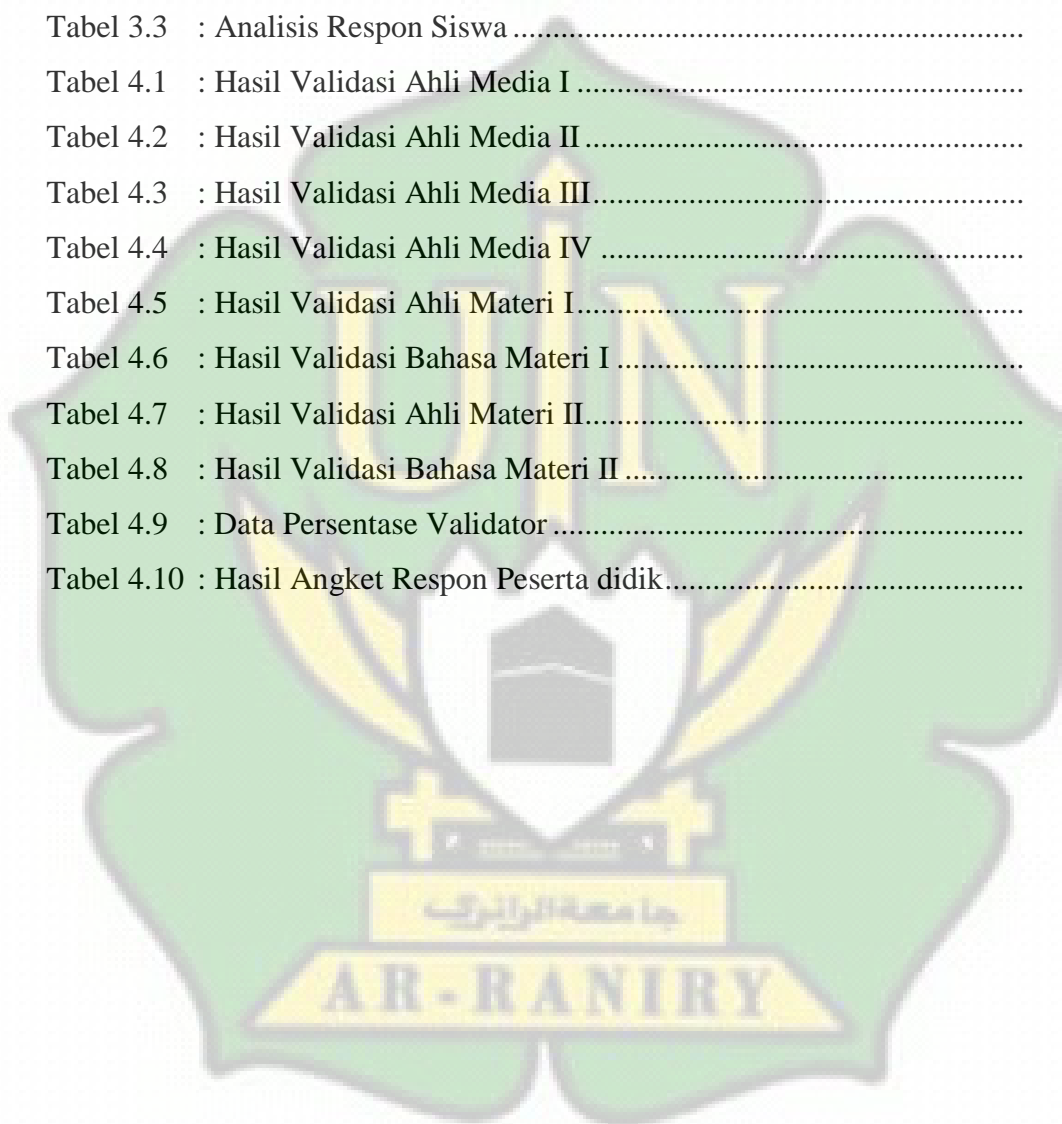 Tabel 3.3 : Analisis Respon Siswa ....................................................................
Tabel 4.1 : Hasil Validasi Ahli Media I ...........................................................
Tabel 4.2 : Hasil Validasi Ahli Media II..........................................................
Tabel 4.3 : Hasil Validasi Ahli Media III.........................................................
Tabel 4.4 : Hasil Validasi Ahli Media IV ........................................................
Tabel 4.5 : Hasil Validasi Ahli Materi I...........................................................
Tabel 4.6 : Hasil Validasi Bahasa Materi I ......................................................
Tabel 4.7 : Hasil Validasi Ahli Materi II..........................................................
Tabel 4.8 : Hasil Validasi Bahasa Materi II .....................................................
Tabel 4.9 : Data Persentase Validator ..............................................................
Tabel 4.10 : Hasil Angket Respon Peserta didik...............................................
UIN
جامعة الرانري
AR-RANIRY